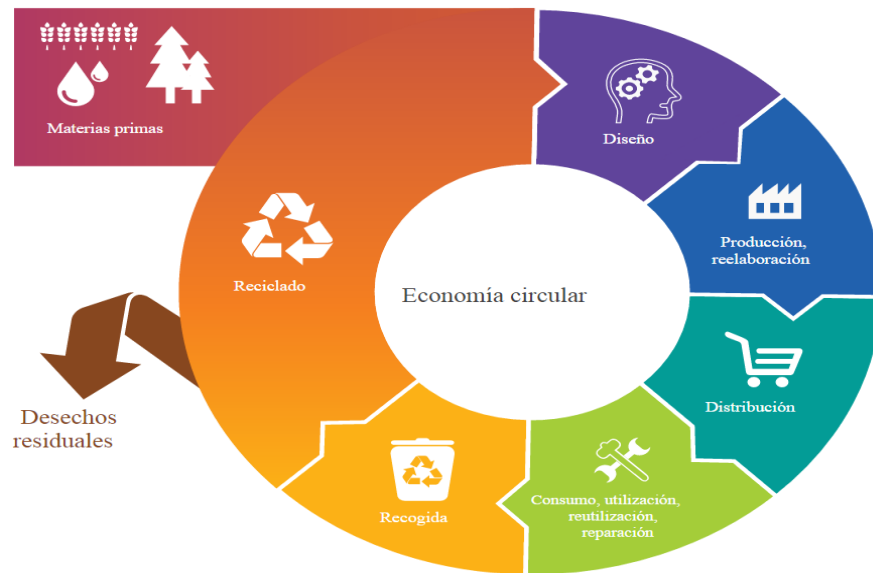 Materias primas
Diseño
Producción,
reelaboración
Reciclado
Economía circular
Distribución
Desechos
residuales
Consumo, utilización,
reutilización,
reparación
Recogida